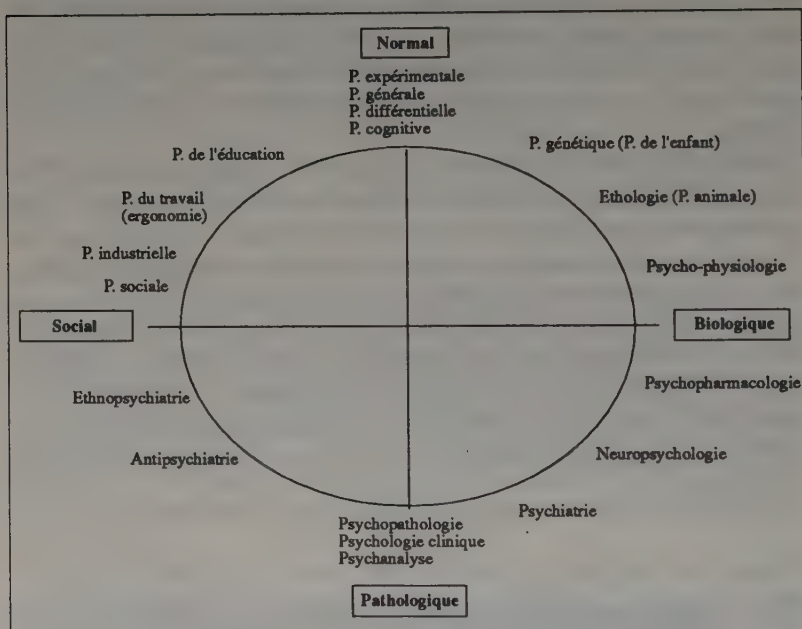 Normal
P. expérimentale
P. générale
P. différentielle
P. cognitive
P. de l'éducation
P. génétique (P. de l'enfant)
P. du travail
(ergonomie)
Ethologie (P. animale)
P. industrielle
Psycho-physiologie
P. sociale
Social
Biologique
Ethnopsychiatrie
Psychopharmacologie
Antipsychiatrie
Neuropsychologie
Psychiatrie
Psychopathologie
Psychologie clinique
Psychanalyse
Pathologique